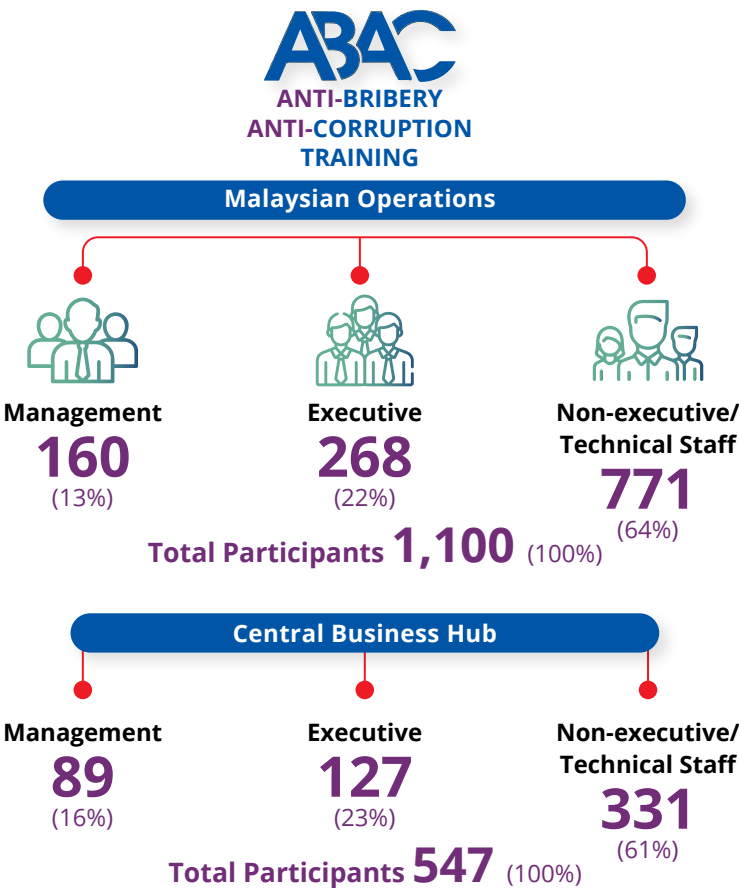 ABAC
ANTI-BRIBERY
ANTI-CORRUPTION
TRAINING
Malaysian Operations
Management
160
(13%)
Executive
268
(22%)
Non-executive/
Technical Staff
771
(64%)
Total Participants 1,100 (100%)
Central Business Hub
Management
89
(16%)
Executive
127
(23%)
Non-executive/
Technical Staff
331
(61%)
Total Participants 547 (100%)